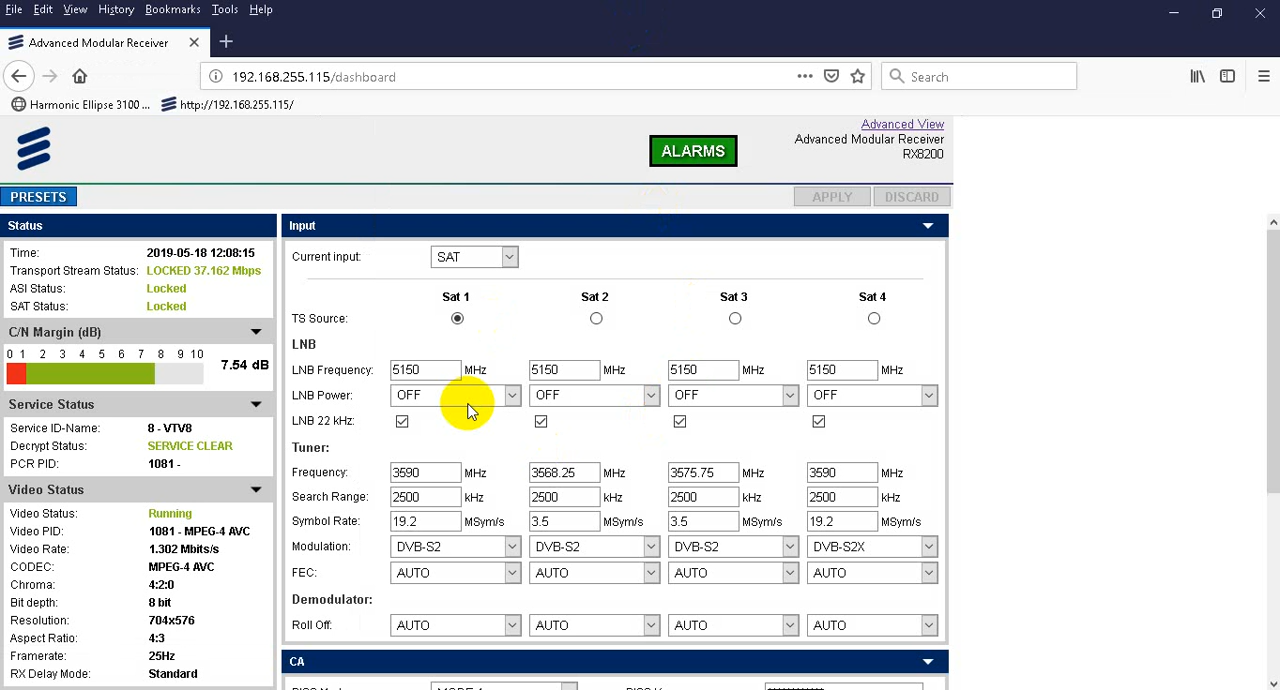 File Edit View History Bookmarks Tools Help
Advanced Modular Receiver
192.168.255.115/dashboard
Search
Harmonic Ellipse 3100 ... http://192.168.255.115/
Advanced View
Advanced Modular Receiver
RX8200
ALARMS
PRESETS
APPLY DISCARD
Status
Time: 2019-05-18 12:08:15
Transport Stream Status: LOCKED 37.162 Mbps
ASI Status: Locked
SAT Status: Locked
C/N Margin (dB)
0 1 2 3 4 5 6 7 8 9 10
7.54 dB
Service Status
Service ID-Name: 8 - VTV8
Decrypt Status: SERVICE CLEAR
PCR PID: 1081 -
Video Status
Video Status: Running
Video PID: 1081 - MPEG-4 AVC
Video Rate: 1.302 Mbits/s
CODEC: MPEG-4 AVC
Chroma: 4:2:0
Bit depth: 8 bit
Resolution: 704x576
Aspect Ratio: 4:3
Framerate: 25Hz
RX Delay Mode: Standard
Input
Current input: SAT
Sat 1 Sat 2 Sat 3 Sat 4
TS Source:
LNB
LNB Frequency: 5150 MHz 5150 MHz 5150 MHz 5150 MHz
LNB Power: OFF OFF OFF OFF
LNB 22 kHz:
Tuner:
Frequency: 3590 MHz 3568.25 MHz 3575.75 MHz 3590 MHz
Search Range: 2500 kHz 2500 kHz 2500 kHz 2500 kHz
Symbol Rate: 19.2 MSym/s 3.5 MSym/s 3.5 MSym/s 19.2 MSym/s
Modulation: DVB-S2 DVB-S2 DVB-S2 DVB-S2X
FEC: AUTO AUTO AUTO AUTO
Demodulator:
Roll Off: AUTO AUTO AUTO AUTO
CA